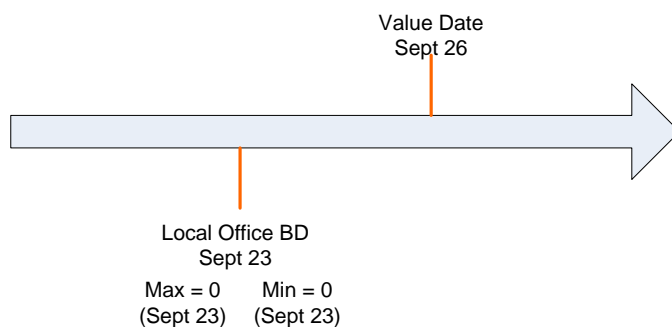 Value Date
Sept 26
Local Office BD
Sept 23
Max = 0 Min = 0
(Sept 23) (Sept 23)